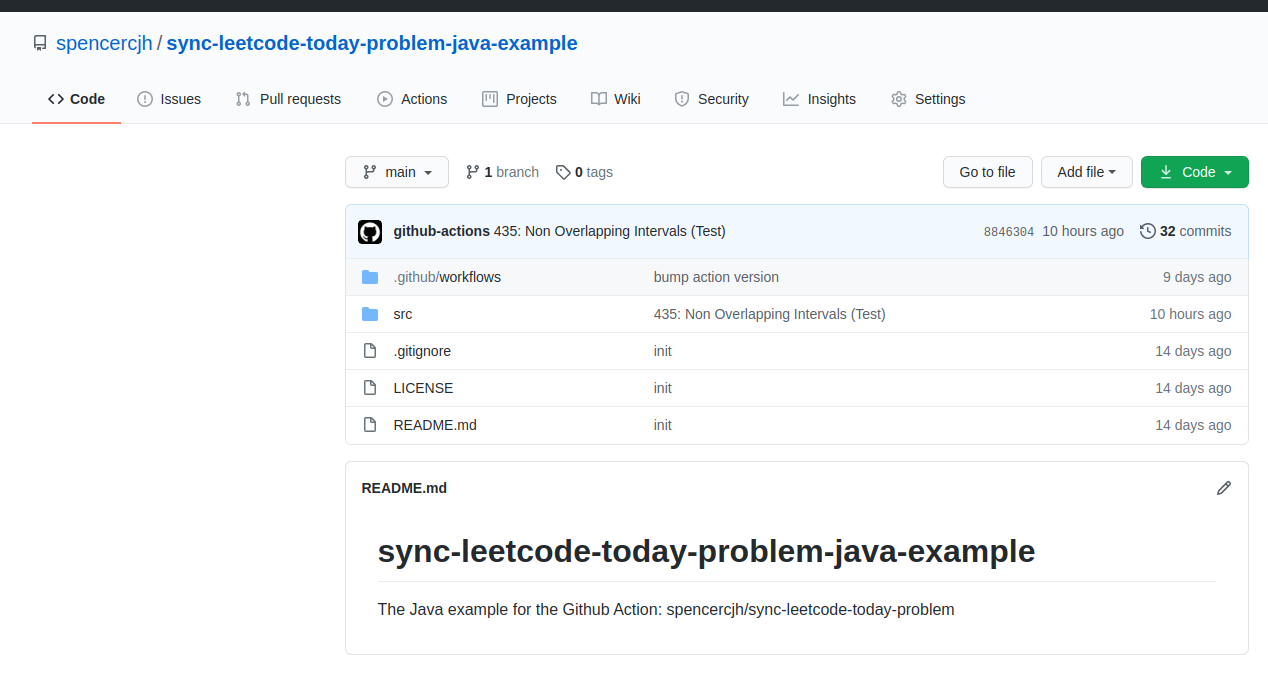 spencercjh / sync-leetcode-today-problem-java-example
Code Issues Pull requests Actions Projects Wiki Security Insights Settings
main 1 branch 0 tags Go to file Add file Code
github-actions 435: Non Overlapping Intervals (Test) 8846304 10 hours ago 32 commits
.github/workflows bump action version 9 days ago
src 435: Non Overlapping Intervals (Test) 10 hours ago
.gitignore init 14 days ago
LICENSE init 14 days ago
README.md init 14 days ago
README.md
sync-leetcode-today-problem-java-example
The Java example for the Github Action: spencercjh/sync-leetcode-today-problem